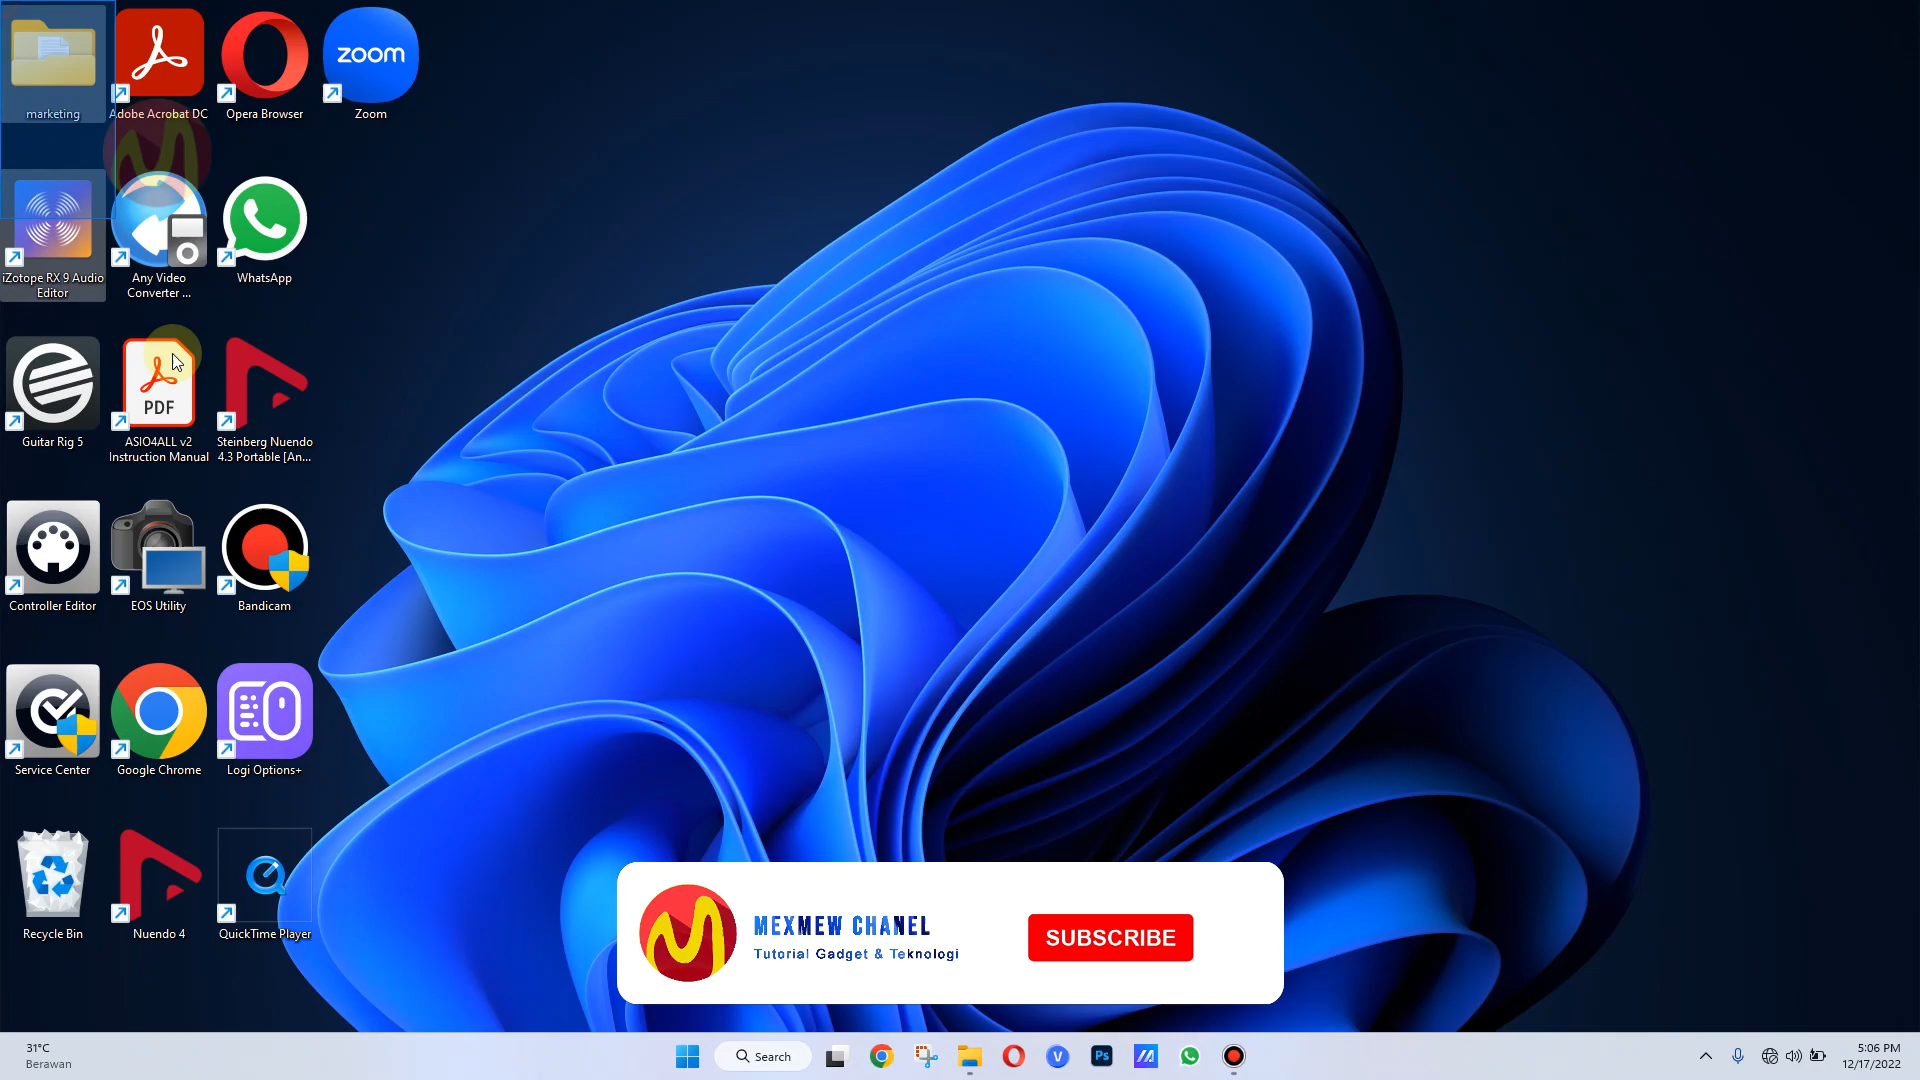 marketing
Adobe Acrobat DC
Opera Browser
zoom
Zoom
iZotope RX 9 Audio
Editor
Any Video
Converter ...
WhatsApp
Guitar Rig 5
PDF
ASIO4ALL v2
Instruction Manual
Steinberg Nuendo
4.3 Portable [An...
Controller Editor
EOS Utility
Bandicam
Service Center
Google Chrome
Logi Options+
Recycle Bin
Nuendo 4
QuickTime Player
MEXMEW CHANEL
Tutorial Gadget & Teknologi
SUBSCRIBE
31°C
Berawan
Search
V
Ps
5:06 PM
12/17/2022